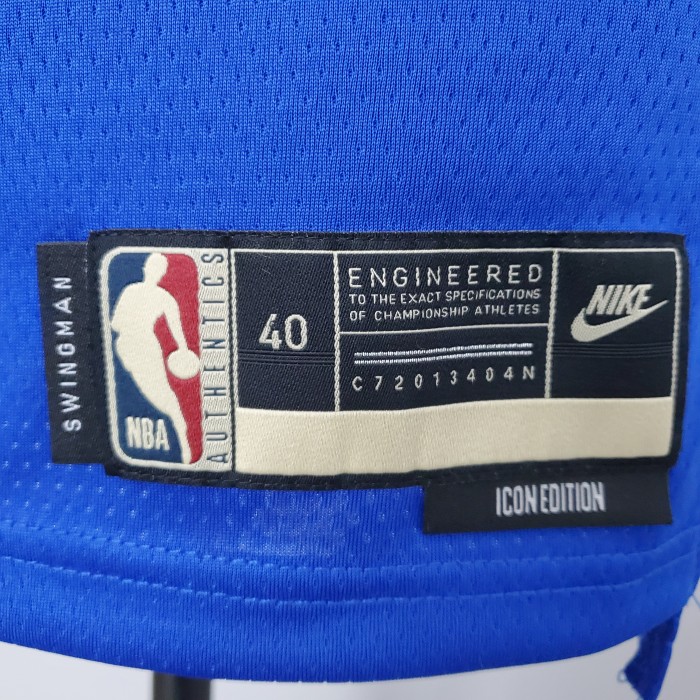 SWINGMAN
NBA
AUTHENTICS
40
ENGINEERED
TO THE EXACT SPECIFICATIONS
OF CHAMPIONSHIP ATHLETES
C72013404N
NIKE
ICON EDITION